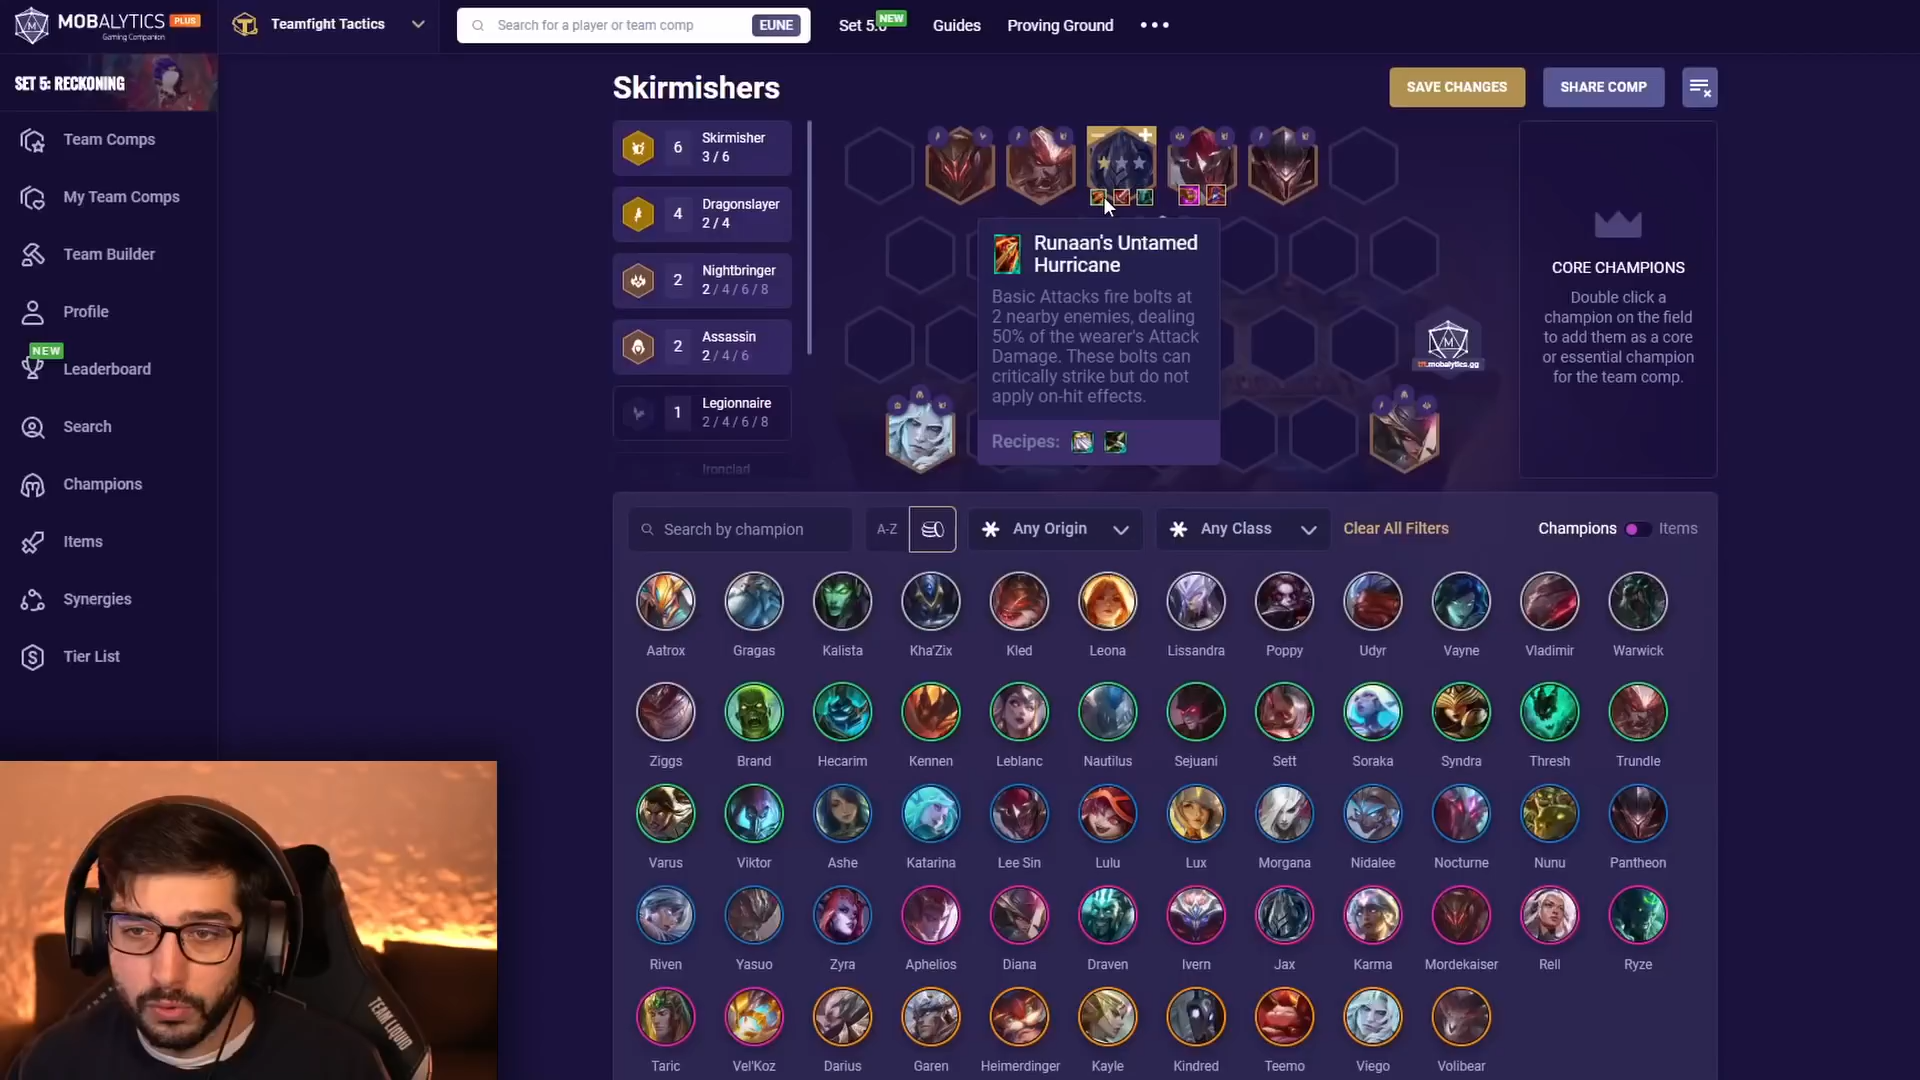 MOBALYTICS PLUS
Gaming Companion
Teamfight Tactics
Search for a player or team comp
EUNE
Set 5.0
NEW
Guides
Proving Ground
SET 5: RECKONING
Team Comps
My Team Comps
Team Builder
Profile
NEW
Leaderboard
Search
Champions
Items
Synergies
Tier List
Skirmishers
SAVE CHANGES
SHARE COMP
6
Skirmisher
3 / 6
4
Dragonslayer
2 / 4
2
Nightbringer
2 / 4 / 6 / 8
2
Assassin
2 / 4 / 6
1
Legionnaire
2 / 4 / 6 / 8
Ironclad
Runaan's Untamed
Hurricane
Basic Attacks fire bolts at
2 nearby enemies, dealing
50% of the wearer's Attack
Damage. These bolts can
critically strike but do not
apply on-hit effects.
Recipes:
tft.mobalytics.gg
CORE CHAMPIONS
Double click a
champion on the field
to add them as a core
or essential champion
for the team comp.
Search by champion
A-Z
Any Origin
Any Class
Clear All Filters
Champions
Items
Aatrox Gragas Kalista Kha'Zix Kled Leona Lissandra Poppy Udyr Vayne Vladimir Warwick
Ziggs Brand Hecarim Kennen Leblanc Nautilus Sejuani Sett Soraka Syndra Thresh Trundle
Varus Viktor Ashe Katarina Lee Sin Lulu Lux Morgana Nidalee Nocturne Nunu Pantheon
Riven Yasuo Zyra Aphelios Diana Draven Ivern Jax Karma Mordekaiser Rell Ryze
Taric Vel'Koz Darius Garen Heimerdinger Kayle Kindred Teemo Viego Volibear
TEAM LIQUID